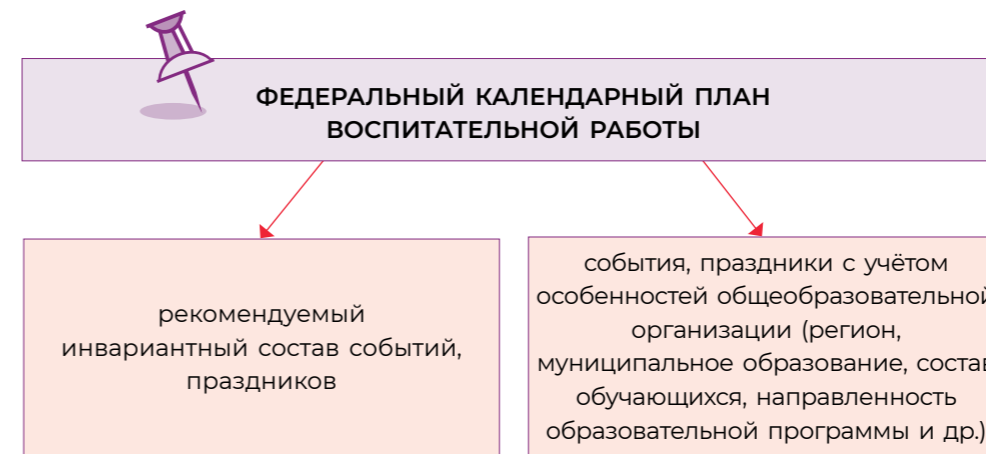 ФЕДЕРАЛЬНЫЙ КАЛЕНДАРНЫЙ ПЛАН
ВОСПИТАТЕЛЬНОЙ РАБОТЫ
рекомендуемый
инвариантный состав событий,
праздников
события, праздники с учётом
особенностей общеобразовательной
организации (регион,
муниципальное образование, состав
обучающихся, направленность
образовательной программы и др.)